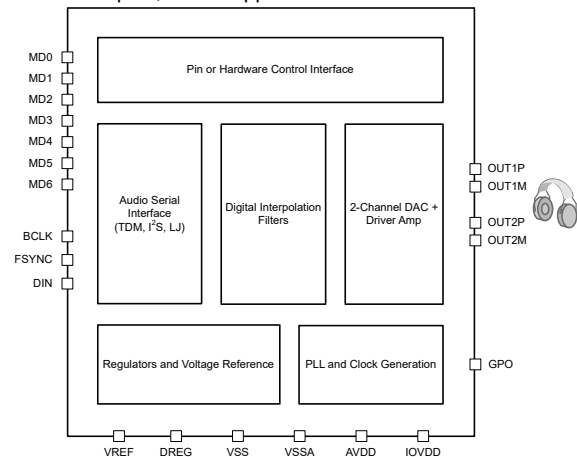 MD0
MD1
MD2
MD3
MD4
MD5
MD6
BCLK
FSYNC
DIN
Pin or Hardware Control Interface
Audio Serial
Interface
(TDM, I²S, LJ)
Digital Interpolation
Filters
2-Channel DAC +
Driver Amp
OUT1P
OUT1M
OUT2P
OUT2M
Regulators and Voltage Reference
PLL and Clock Generation
GPO
VREF DREG VSS VSSA AVDD IOVDD